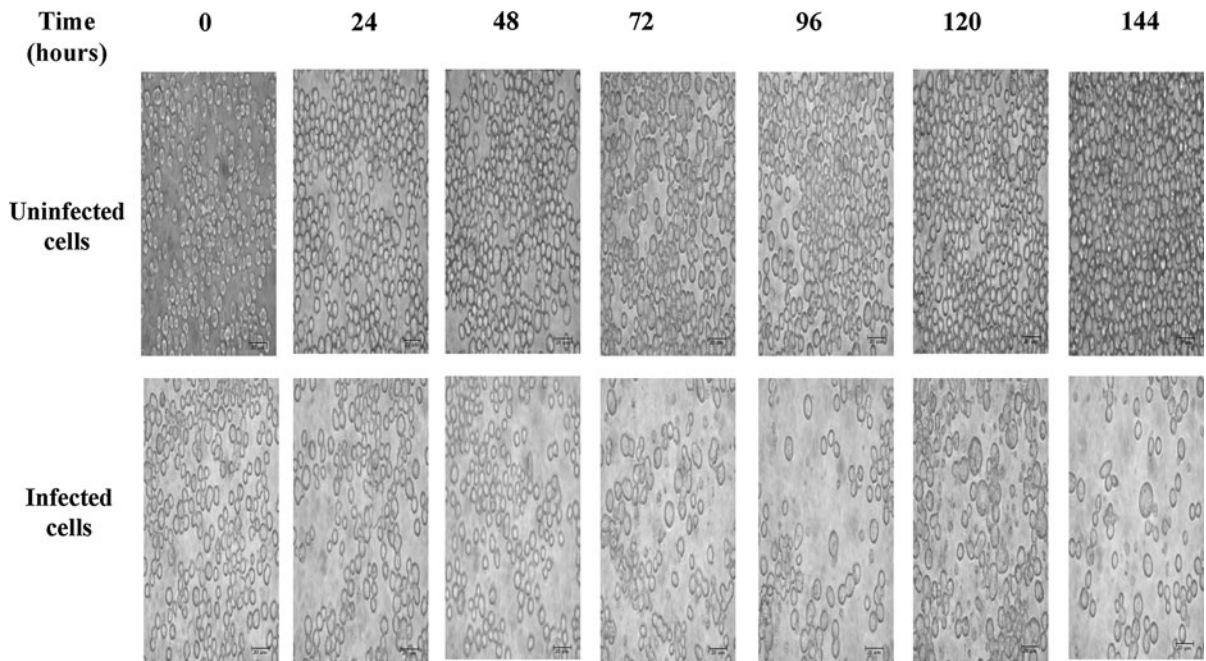 Time (hours) 0 24 48 72 96 120 144
Uninfected
cells
Infected
cells